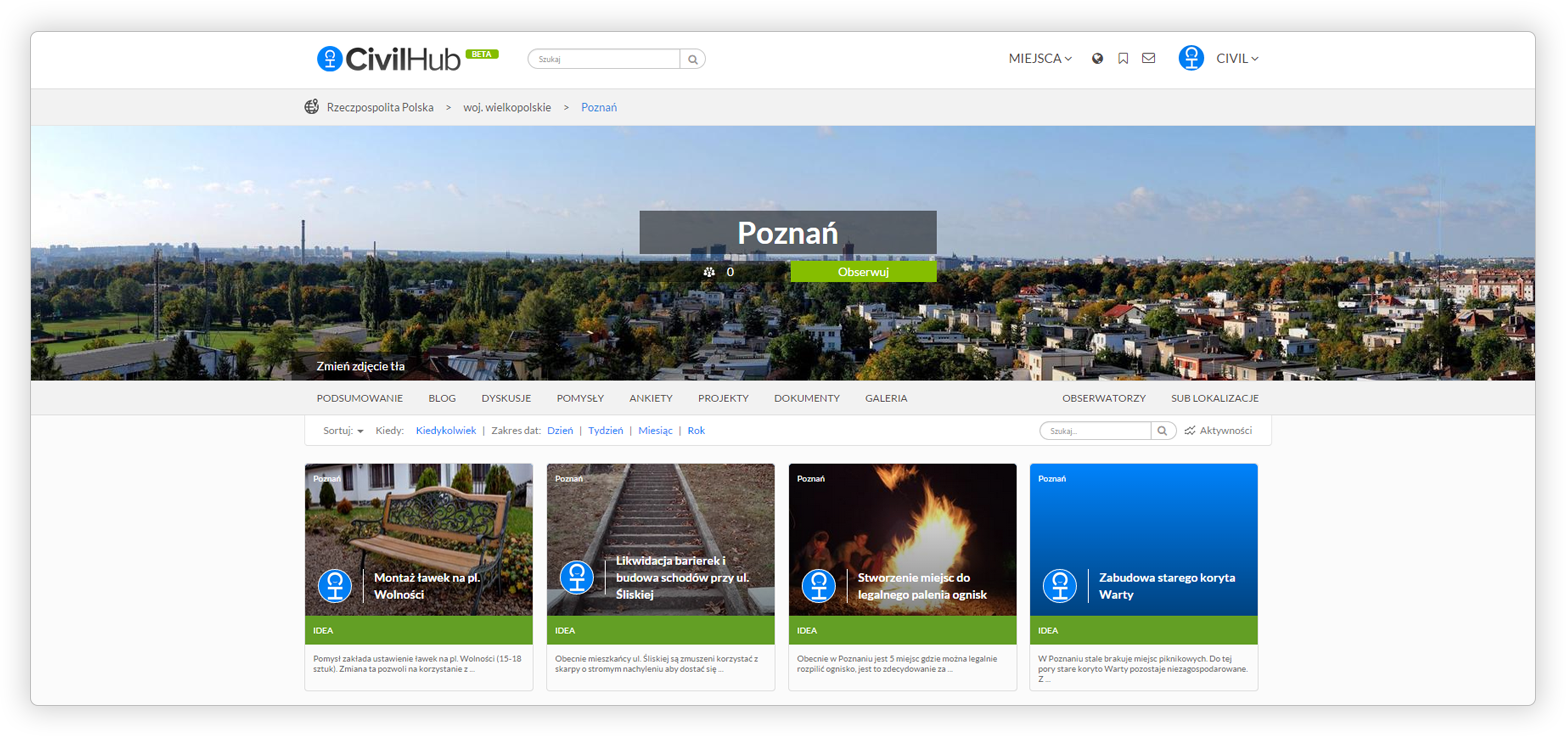 CivilHub BETA
Szukaj
MIEJSCA
CIVIL
Rzeczpospolita Polska > woj. wielkopolskie > Poznań
Poznań
0
Obserwuj
Zmień zdjęcie tła
PODSUMOWANIE BLOG DYSKUSJE POMYSŁY ANKIETY PROJEKTY DOKUMENTY GALERIA OBSERWATORZY SUB LOKALIZACJE
Sortuj: Kiedy: Kiedykolwiek | Zakres dat: Dzień | Tydzień | Miesiąc | Rok
Szukaj...
Aktywności
Poznań
Montaż ławek na pl.
Wolności
IDEA
Pomysł zakłada ustawienie ławek na pl. Wolności (15-18
sztuk). Zmiana ta pozwoli na korzystanie z ...
Poznań
Likwidacja barierek i
budowa schodów przy ul.
Śliskiej
IDEA
Obecnie mieszkańcy ul. Śliskiej są zmuszeni korzystać z
skarpy o stromym nachyleniu aby dostać się ...
Poznań
Stworzenie miejsc do
legalnego palenia ognisk
IDEA
Obecnie w Poznaniu jest 5 miejsc gdzie można legalnie
rozpilić ognisko, jest to zdecydowanie za ...
Poznań
Zabudowa starego koryta
Warty
IDEA
W Poznaniu stale brakuje miejsc piknikowych. Do tej
pory stare koryto Warty pozostaje niezagospodarowane.
Z ...